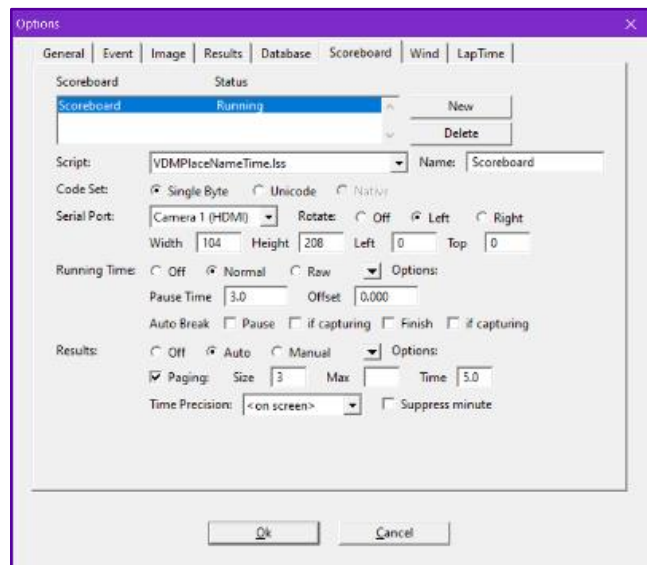 Options
General Event Image Results Database Scoreboard Wind LapTime
Scoreboard Status
Scoreboard Running New
Delete
Script: VDMPlaceNameTime.lss Name: Scoreboard
Code Set: Single Byte Unicode Native
Serial Port: Camera 1 (HDMI) Rotate: Off Left Right
Width 104 Height 208 Left 0 Top 0
Running Time: Off Normal Raw Options:
Pause Time 3.0 Offset 0.000
Auto Break Pause if capturing Finish if capturing
Results: Off Auto Manual Options:
Paging: Size 3 Max Time 5.0
Time Precision: <on screen> Suppress minute
Ok Cancel